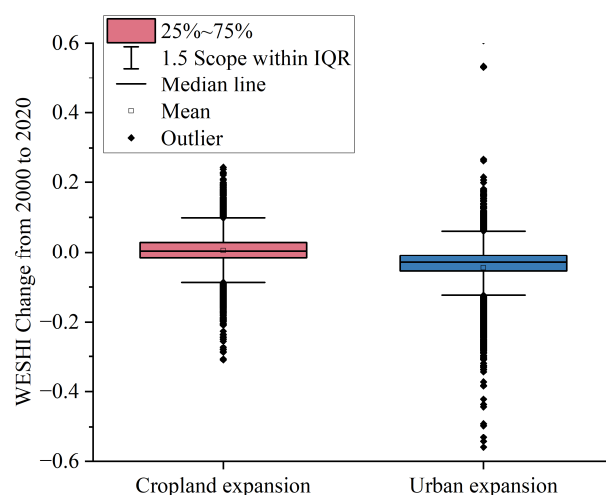 25%~75%
1.5 Scope within IQR
Median line
Mean
Outlier
WESHI Change from 2000 to 2020
0.6
0.4
0.2
0.0
−0.2
−0.4
−0.6
Cropland expansion
Urban expansion